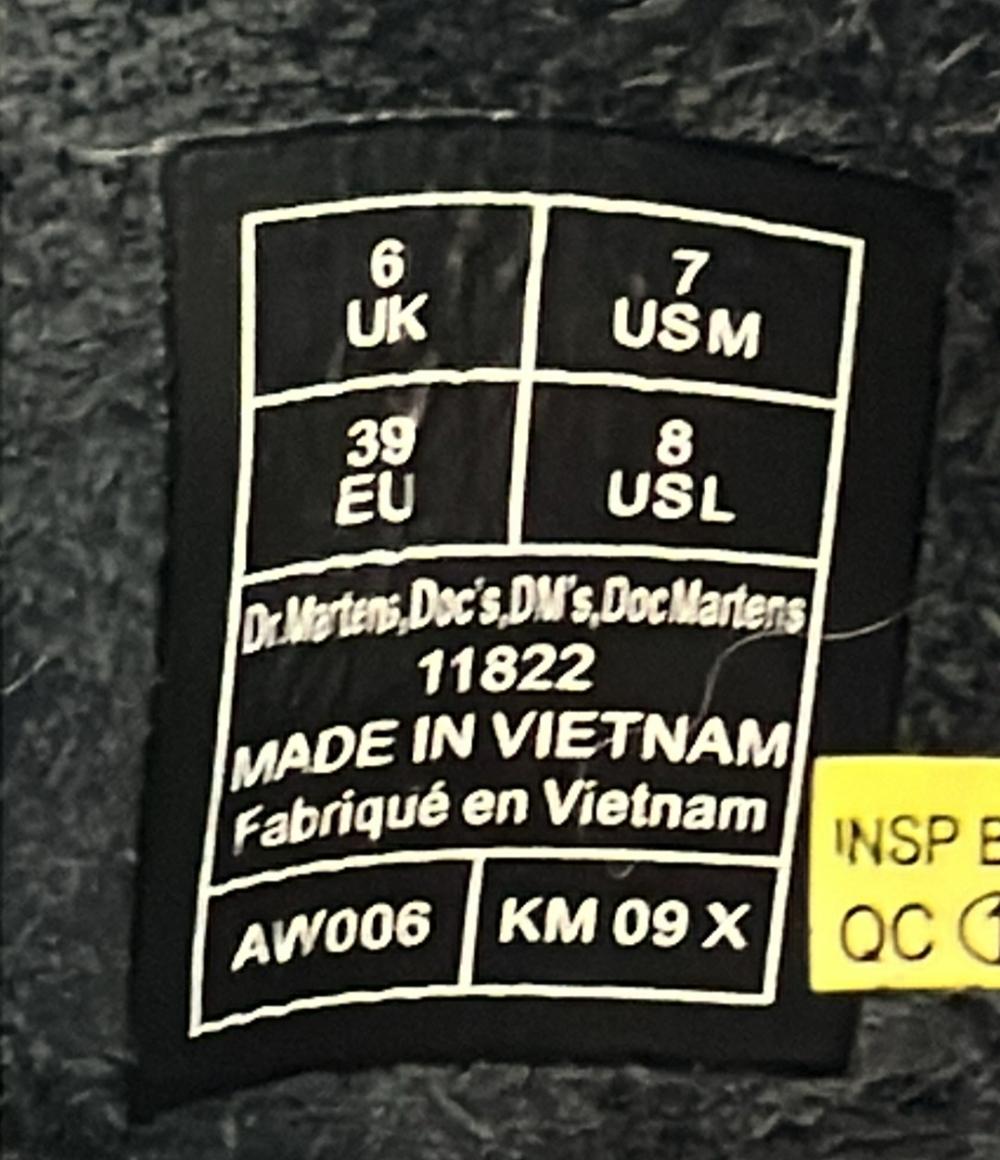 6
UK
7
USM
39
EU
8
USL
Dr.Martens,Doc's,DM's,DocMartens
11822
MADE IN VIETNAM
Fabriqué en Vietnam
AW006
KM 09 X
INSP
QC